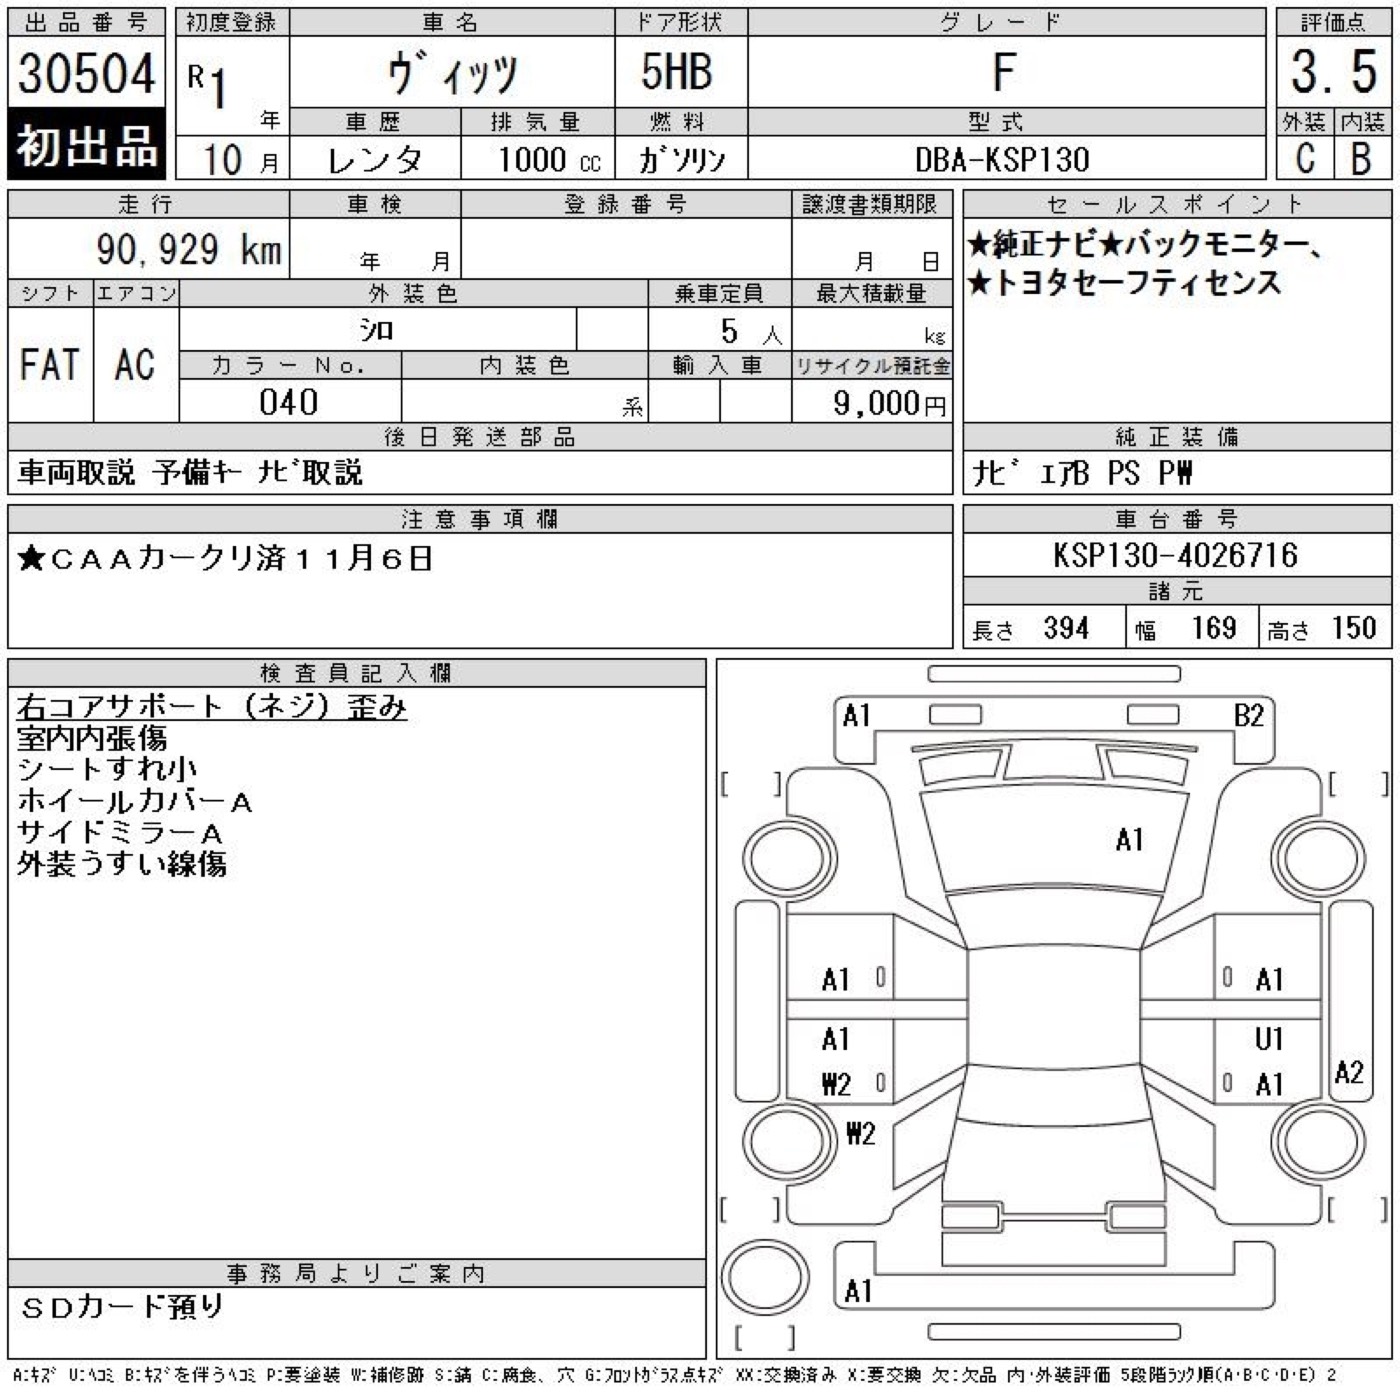 出品番号 初度登録 車名 ドア形状 グレード 評価点
30504 R1年 ヴィッツ 5HB F 3.5
初出品 10月 車歴 排気量 燃料 型式 外装 内装
レンタ 1000cc ガソリン DBA-KSP130 C B
走行 車検 登録番号 譲渡書類期限 セールスポイント
90,929 km 年 月 月 日 ★純正ナビ★バックモニター、
★トヨタセーフティセンス
シフト エアコン 外装色 乗車定員 最大積載量
FAT AC シロ 5人 kg
カラーNo. 内装色 輸入車 リサイクル預託金
040 系 9,000円
後日発送部品 純正装備
車両取説 予備キー ナビ取説 ナビ エアB PS PW
注意事項欄 車台番号
★CAAカークリ済11月6日 KSP130-4026716
諸元
長さ 394 幅 169 高さ 150
検査員記入欄
右コアサポート(ネジ)歪み
室内内張傷
シートすれ小
ホイールカバーA
サイドミラーA
外装うすい線傷
A1 B2
A1
A1 A1
A1 U1
W2 A1 A2
W2
A1
[ ] [ ]
[ ] [ ]
[ ]
事務局よりご案内
SDカード預り
A:キズ U:ヘコミ B:キズを伴うヘコミ P:要塗装 W:補修跡 S:錆 C:腐食、穴 G:フロントガラス点キズ XX:交換済み X:要交換 欠:欠品 内・外装評価 5段階ランク順(A・B・C・D・E) 2